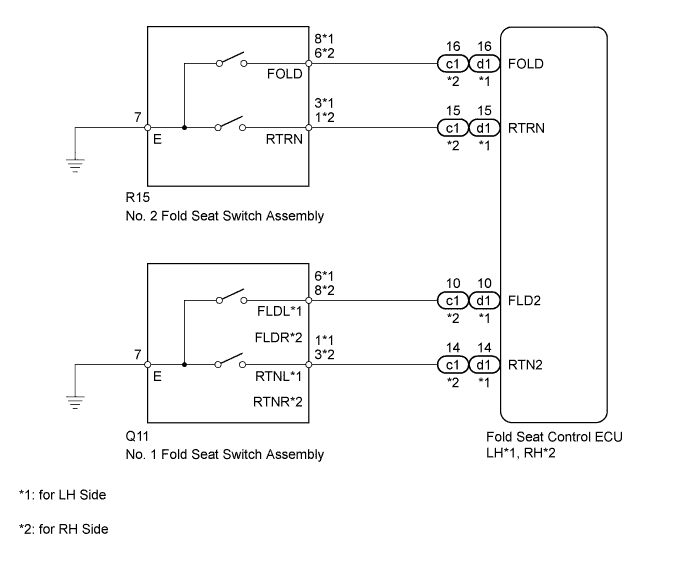 8*1
6*2
16 16
c1 d1
*2 *1
FOLD
FOLD
3*1
1*2
7
E
RTRN
15 15
c1 d1
*2 *1
RTRN
R15
No. 2 Fold Seat Switch Assembly
6*1
8*2
10 10
c1 d1
*2 *1
FLD2
FLDL*1
FLDR*2
1*1
3*2
7
E
RTNL*1
RTNR*2
14 14
c1 d1
*2 *1
RTN2
Q11
No. 1 Fold Seat Switch Assembly
Fold Seat Control ECU
LH*1, RH*2
*1: for LH Side
*2: for RH Side